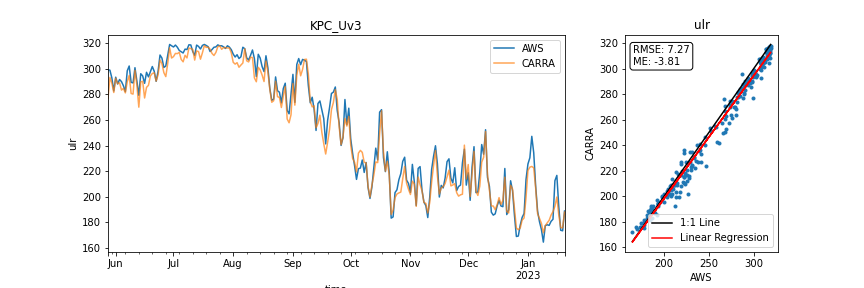 KPC_Uv3
ulr
320
300
280
260
240
220
200
180
160
AWS
CARRA
Jun
Jul
Aug
Sep
Oct
Nov
Dec
Jan
2023
ulr
CARRA
320
300
280
260
240
220
200
180
160
RMSE: 7.27
ME: -3.81
1:1 Line
Linear Regression
200
250
300
AWS